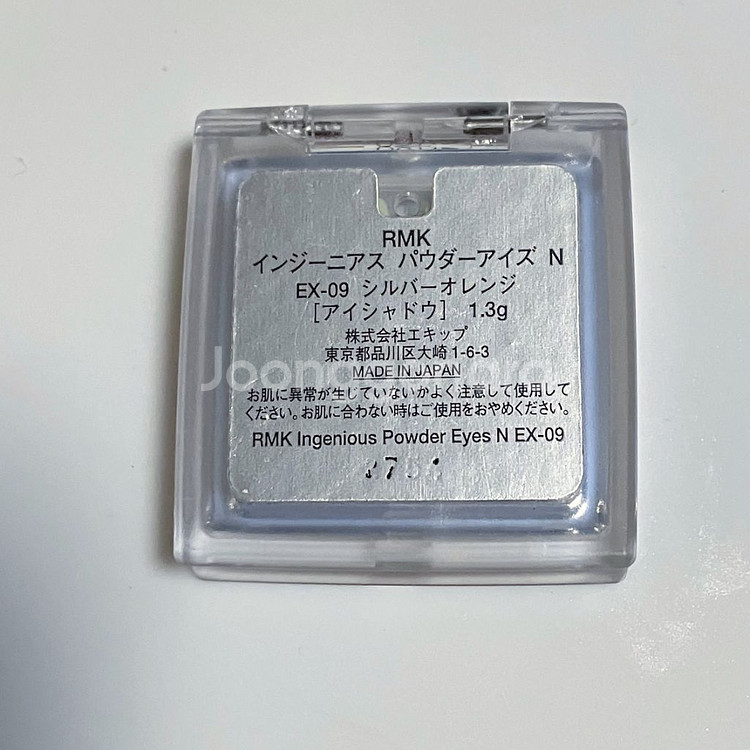 RMK
インジーニアス パウダーアイズ N
EX-09 シルバーオレンジ
［アイシャドウ］ 1.3g
株式会社エキップ
東京都品川区大崎1-6-3
MADE IN JAPAN
お肌に異常が生じていないかよく注意して使用して
ください。お肌に合わない時はご使用をおやめください。
RMK Ingenious Powder Eyes N EX-09